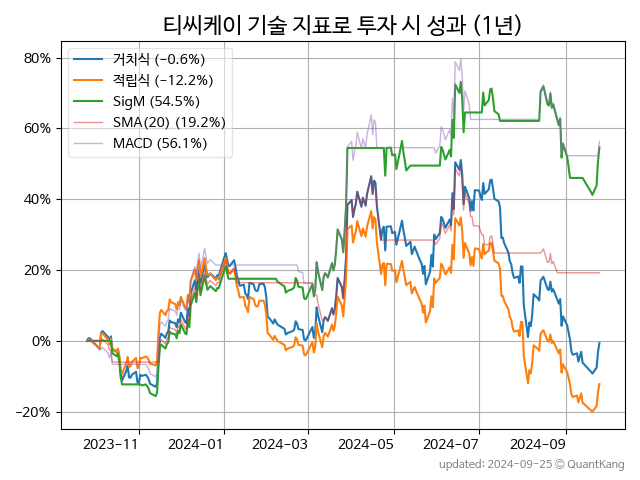 티씨케이 기술 지표로 투자 시 성과 (1년)
80%
60%
40%
20%
0%
−20%
거치식 (−0.6%)
적립식 (−12.2%)
SigM (54.5%)
SMA(20) (19.2%)
MACD (56.1%)
2023−11
2024−01
2024−03
2024−05
2024−07
2024−09
updated: 2024−09−25 © QuantKang